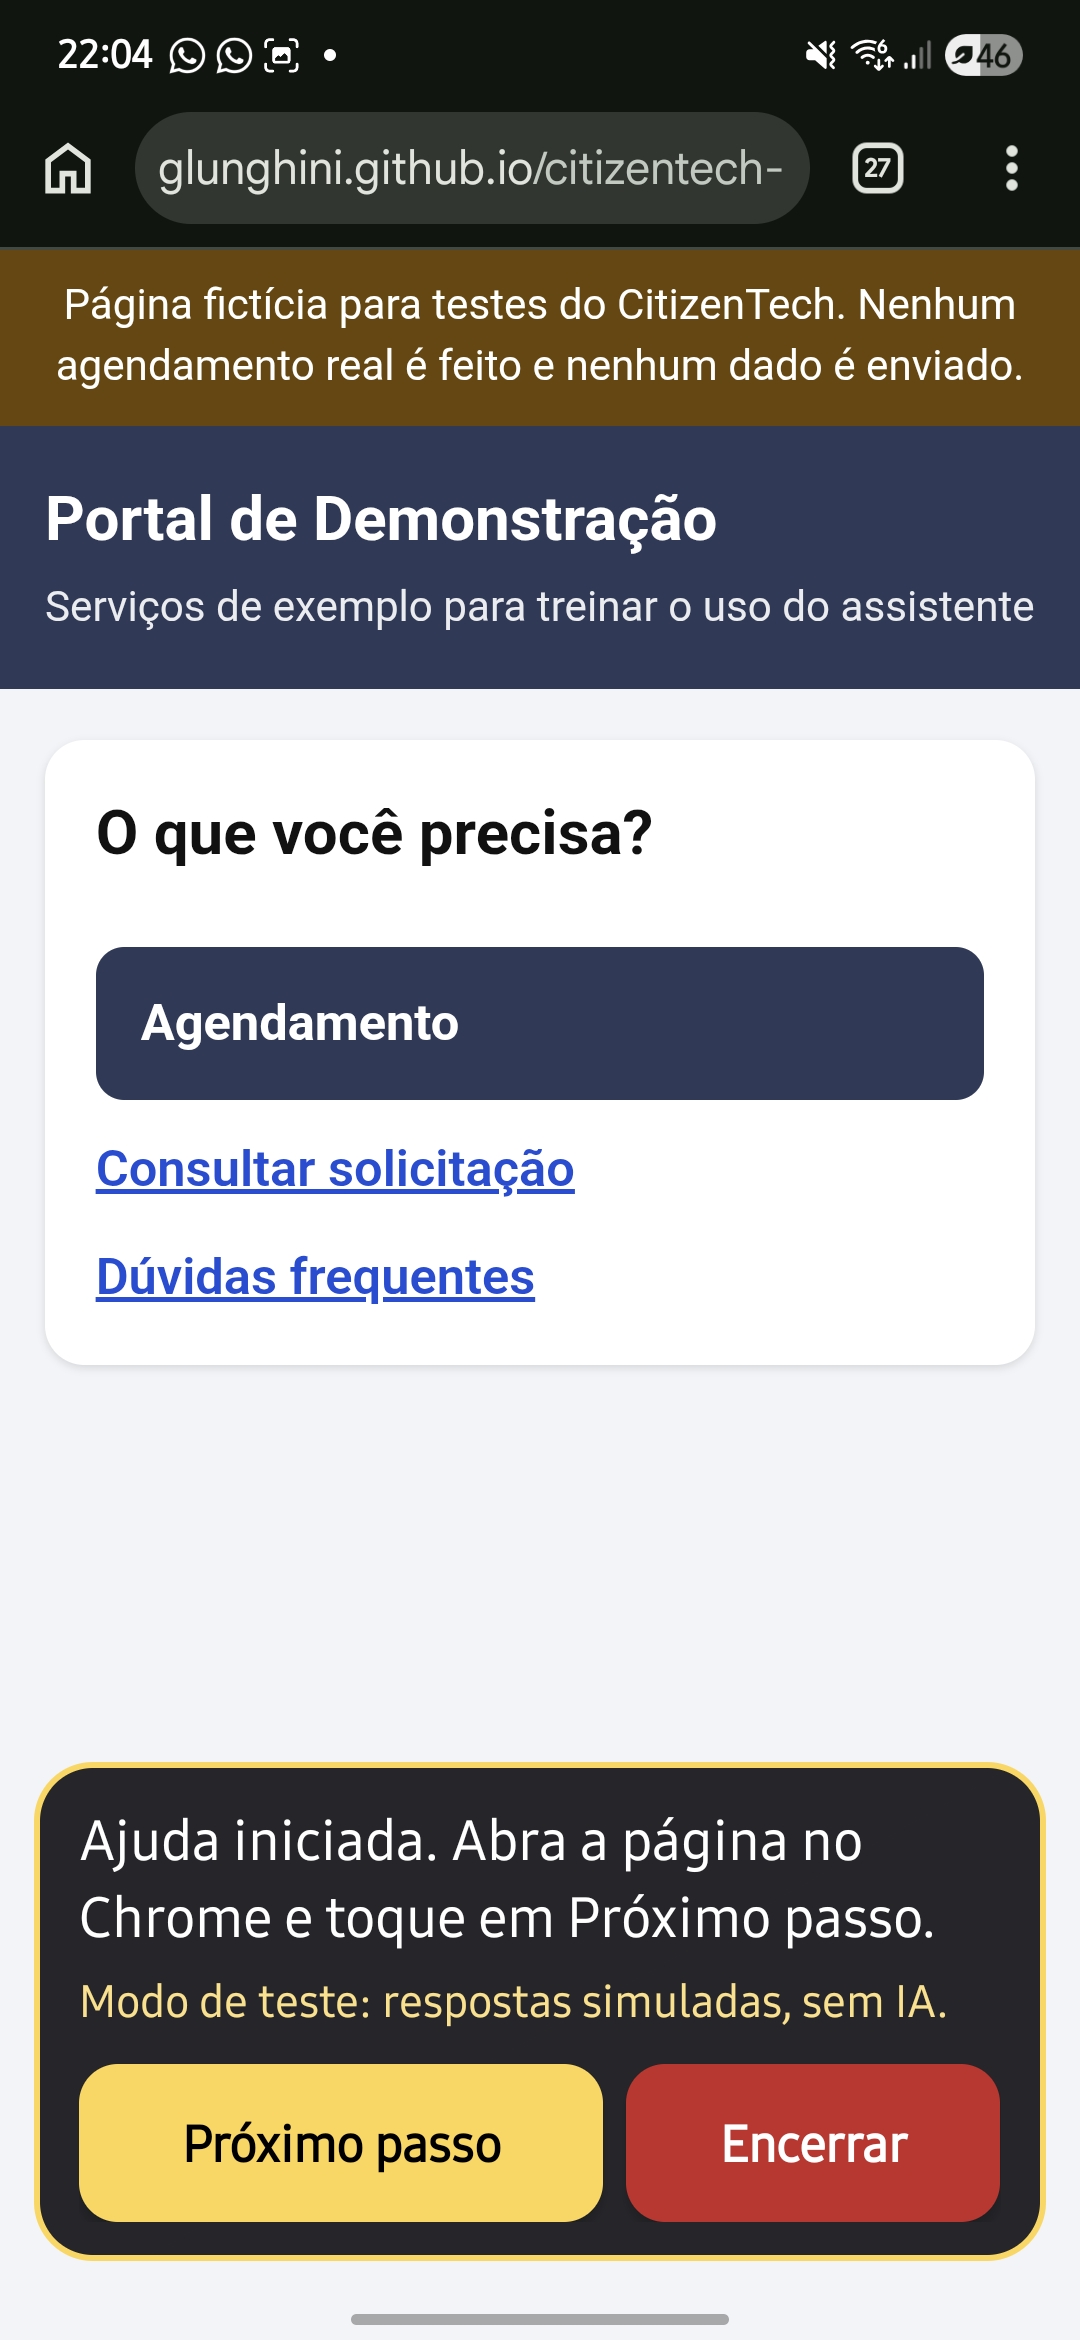 22:04
46
glunghini.github.io/citizentech-
27
Página fictícia para testes do CitizenTech. Nenhum
agendamento real é feito e nenhum dado é enviado.
Portal de Demonstração
Serviços de exemplo para treinar o uso do assistente
O que você precisa?
Agendamento
Consultar solicitação
Dúvidas frequentes
Ajuda iniciada. Abra a página no
Chrome e toque em Próximo passo.
Modo de teste: respostas simuladas, sem IA.
Próximo passo
Encerrar